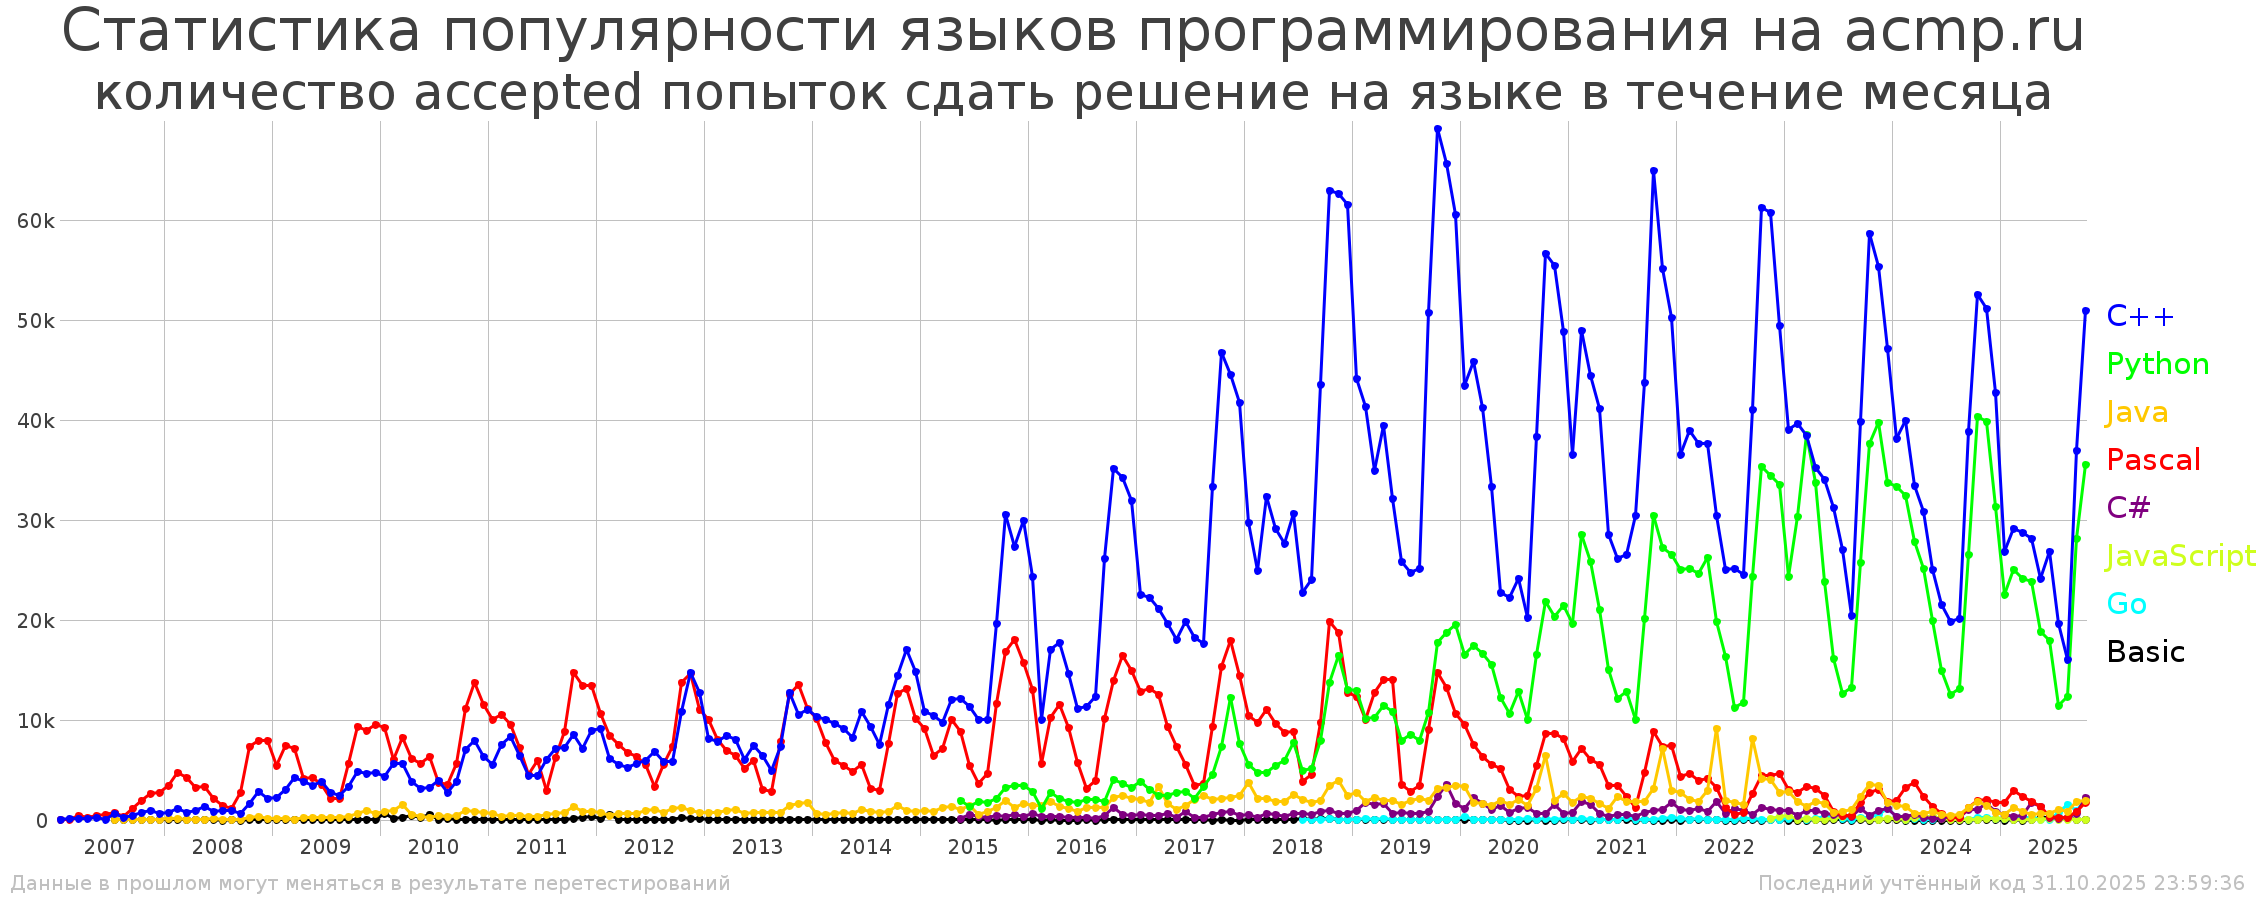 Статистика популярности языков программирования на acmp.ru
количество accepted попыток сдать решение на языке в течение месяца
60k
50k
40k
30k
20k
10k
0
2007 2008 2009 2010 2011 2012 2013 2014 2015 2016 2017 2018 2019 2020 2021 2022 2023 2024 2025
C++
Python
Java
Pascal
C#
JavaScript
Go
Basic
Данные в прошлом могут меняться в результате перетестирований
Последний учтённый код 31.10.2025 23:59:36